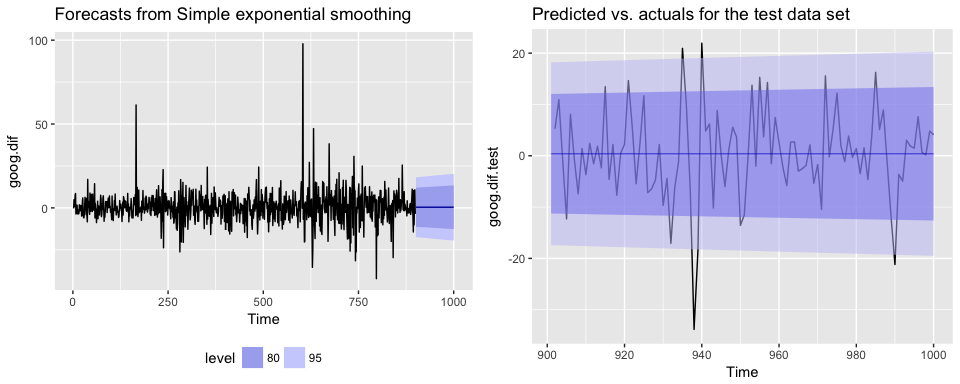 Forecasts from Simple exponential smoothing
100
50
0
goog.dif
0 250 500 750 1000
Time
level 80 95
Predicted vs. actuals for the test data set
20
0
-20
goog.dif.test
900 920 940 960 980 1000
Time